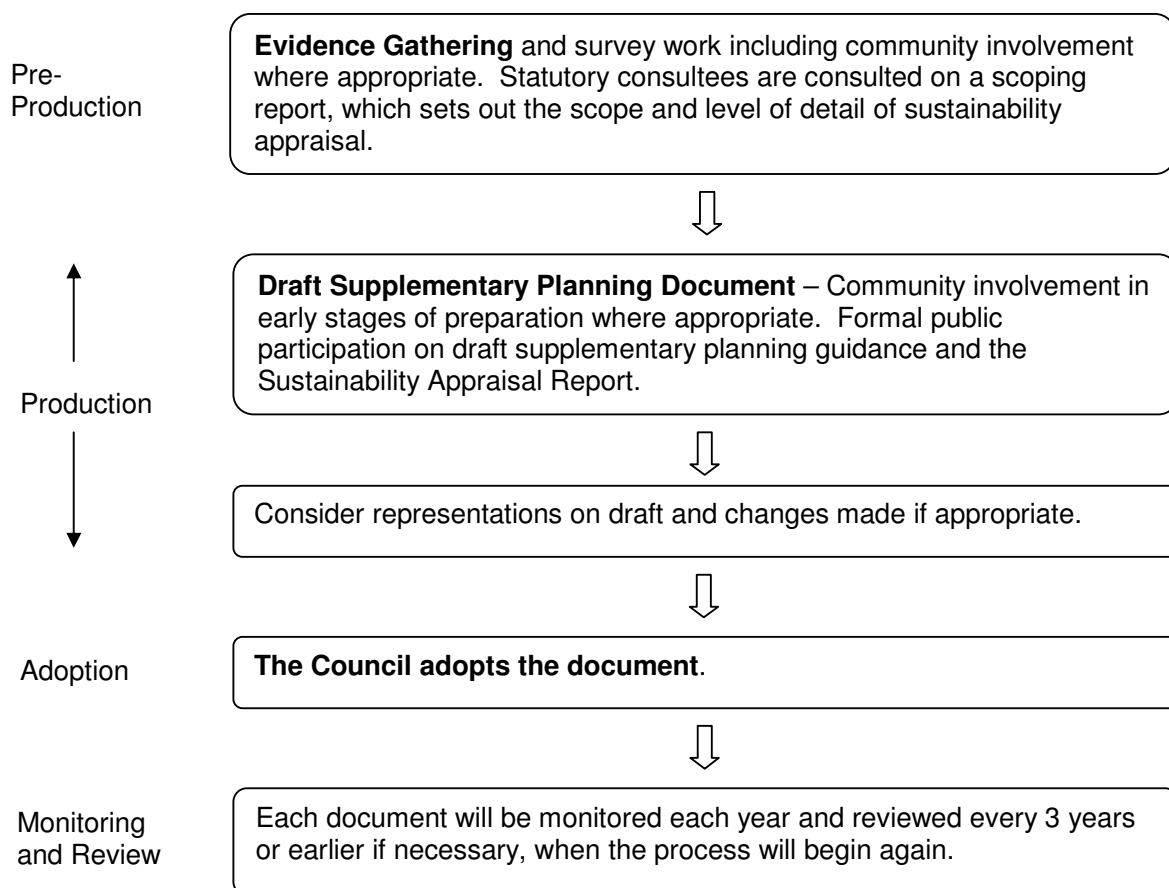 Pre-
Production
Evidence Gathering and survey work including community involvement
where appropriate.  Statutory consultees are consulted on a scoping
report, which sets out the scope and level of detail of sustainability
appraisal.
Production
Draft Supplementary Planning Document – Community involvement in
early stages of preparation where appropriate.  Formal public
participation on draft supplementary planning guidance and the
Sustainability Appraisal Report.
Consider representations on draft and changes made if appropriate.
Adoption
The Council adopts the document.
Monitoring
and Review
Each document will be monitored each year and reviewed every 3 years
or earlier if necessary, when the process will begin again.